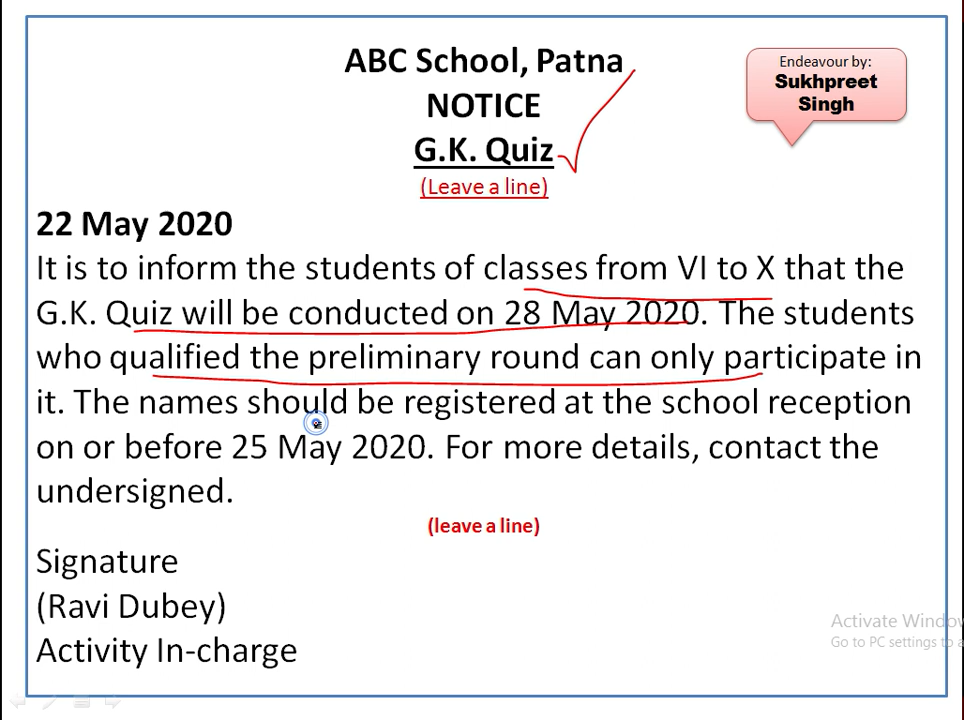 ABC School, Patna
NOTICE
G.K. Quiz
(Leave a line)
Endeavour by:
Sukhpreet
Singh
22 May 2020
It is to inform the students of classes from VI to X that the
G.K. Quiz will be conducted on 28 May 2020. The students
who qualified the preliminary round can only participate in
it. The names should be registered at the school reception
on or before 25 May 2020. For more details, contact the
undersigned.
(leave a line)
Signature
(Ravi Dubey)
Activity In-charge
Activate Window
Go to PC settings to a